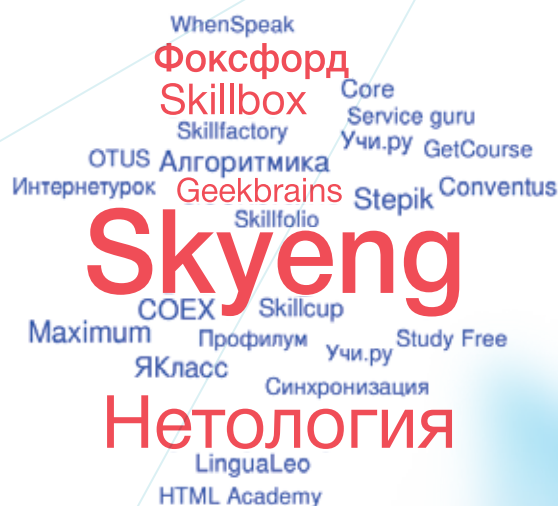 WhenSpeak
Фоксфорд
Skillbox
Core
Service guru
Skillfactory
Учи.ру
GetCourse
OTUS
Алгоритмика
Интернетурок
Geekbrains
Stepik
Conventus
Skillfolio
Skyeng
COEX
Skillcup
Maximum
Профилум
Учи.ру
Study Free
ЯКласс
Синхронизация
Нетология
LinguaLeo
HTML Academy